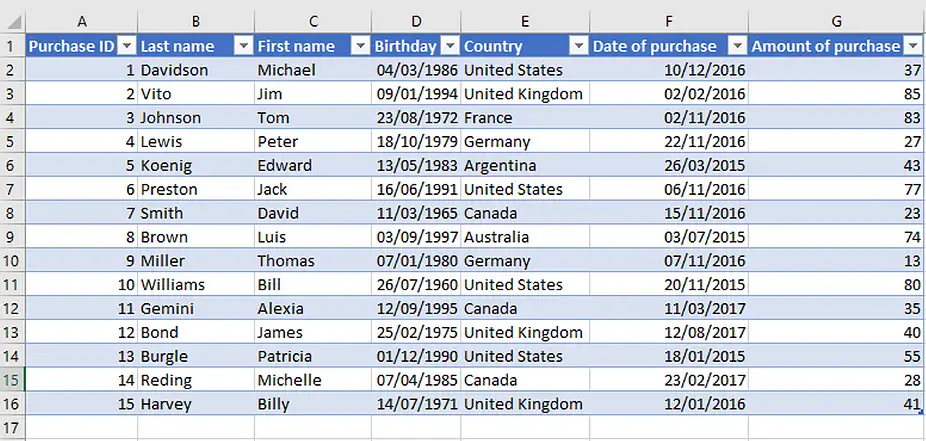 A B C D E F G
1 Purchase ID Last name First name Birthday Country Date of purchase Amount of purchase
2 1 Davidson Michael 04/03/1986 United States 10/12/2016 37
3 2 Vito Jim 09/01/1994 United Kingdom 02/02/2016 85
4 3 Johnson Tom 23/08/1972 France 02/11/2016 83
5 4 Lewis Peter 18/10/1979 Germany 22/11/2016 27
6 5 Koenig Edward 13/05/1983 Argentina 26/03/2015 43
7 6 Preston Jack 16/06/1991 United States 06/11/2016 77
8 7 Smith David 11/03/1965 Canada 15/11/2016 23
9 8 Brown Luis 03/09/1997 Australia 03/07/2015 74
10 9 Miller Thomas 07/01/1980 Germany 07/11/2016 13
11 10 Williams Bill 26/07/1960 United States 20/11/2015 80
12 11 Gemini Alexia 12/09/1995 Canada 11/03/2017 35
13 12 Bond James 25/02/1975 United Kingdom 12/08/2017 40
14 13 Burgle Patricia 01/12/1990 United States 18/01/2015 55
15 14 Reding Michelle 07/04/1985 Canada 23/02/2017 28
16 15 Harvey Billy 14/07/1971 United Kingdom 12/01/2016 41
17